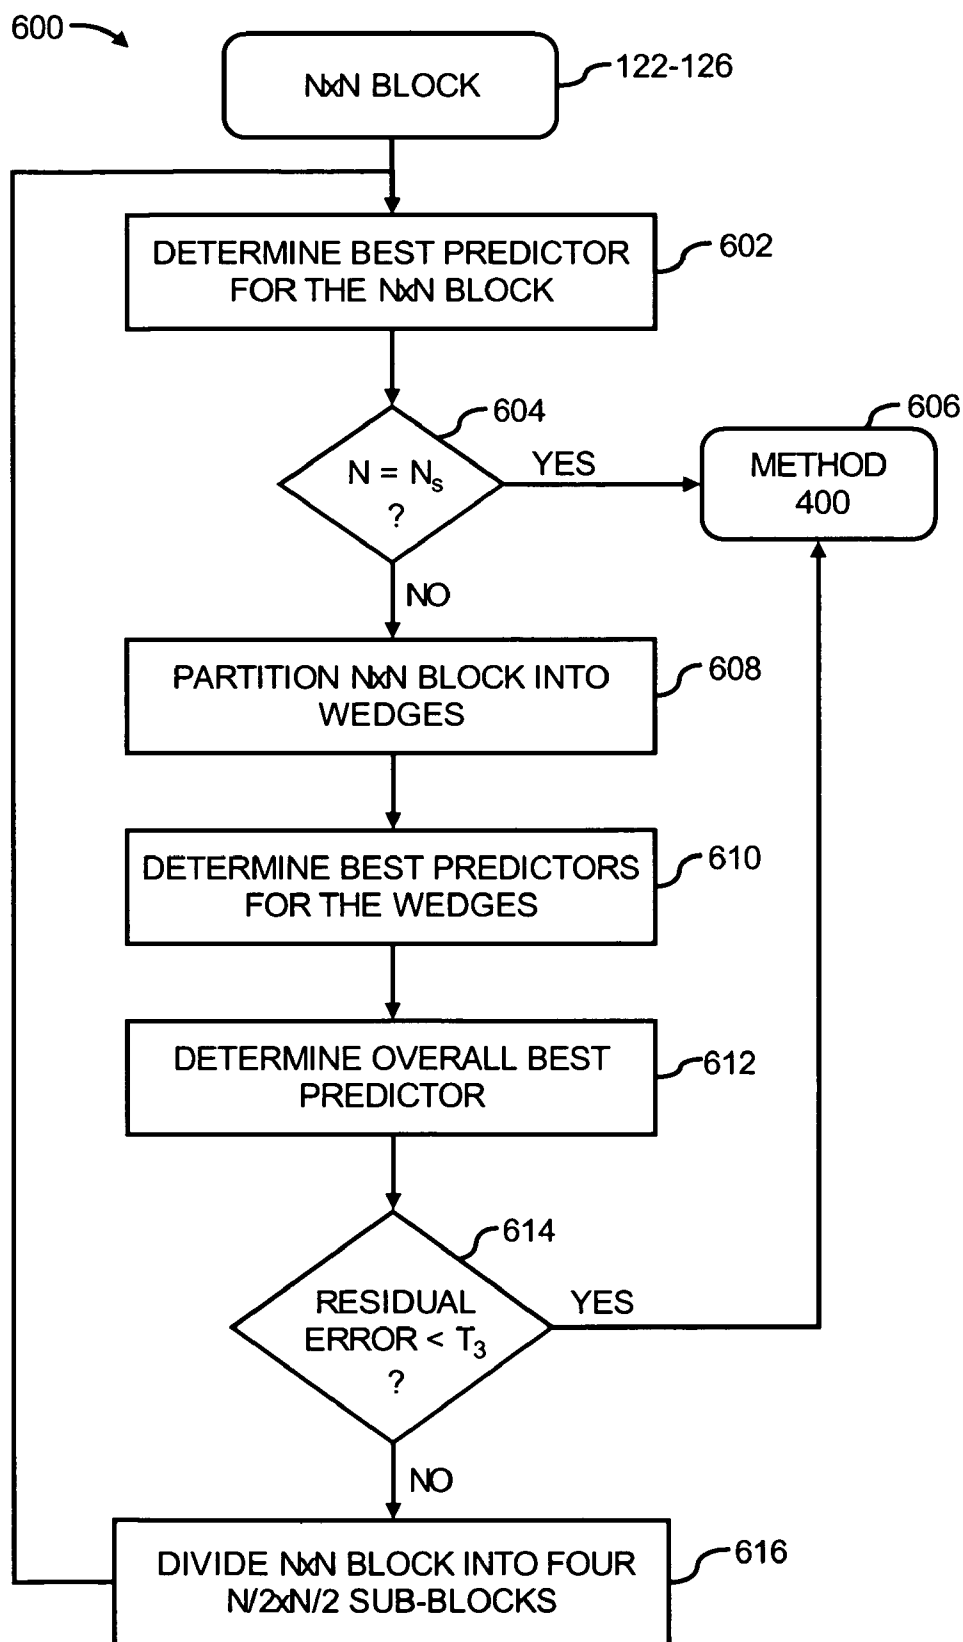 600
NxN BLOCK
122-126
DETERMINE BEST PREDICTOR
FOR THE NxN BLOCK
602
604
N = Ns
?
YES
606
METHOD
400
NO
PARTITION NxN BLOCK INTO
WEDGES
608
DETERMINE BEST PREDICTORS
FOR THE WEDGES
610
DETERMINE OVERALL BEST
PREDICTOR
612
614
RESIDUAL
ERROR < T3
?
YES
NO
DIVIDE NxN BLOCK INTO FOUR
N/2xN/2 SUB-BLOCKS
616